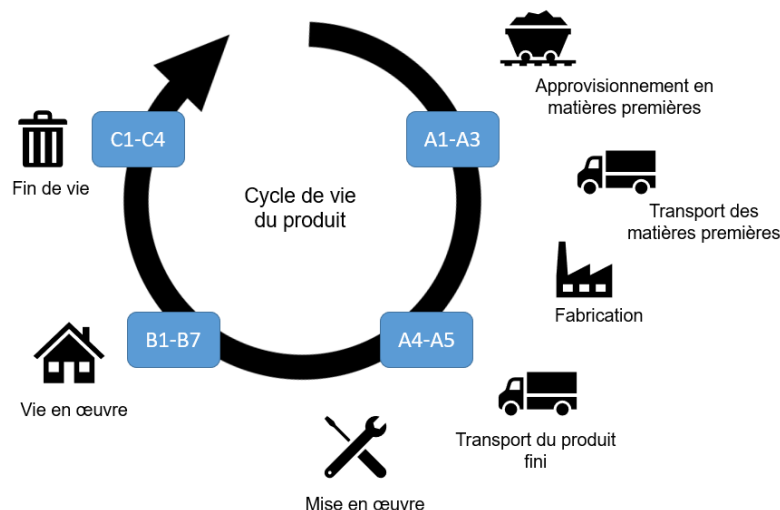 Approvisionnement en
matières premières
A1-A3
C1-C4
Fin de vie
Cycle de vie
du produit
Transport des
matières premières
Fabrication
A4-A5
B1-B7
Vie en œuvre
Transport du produit
fini
Mise en œuvre